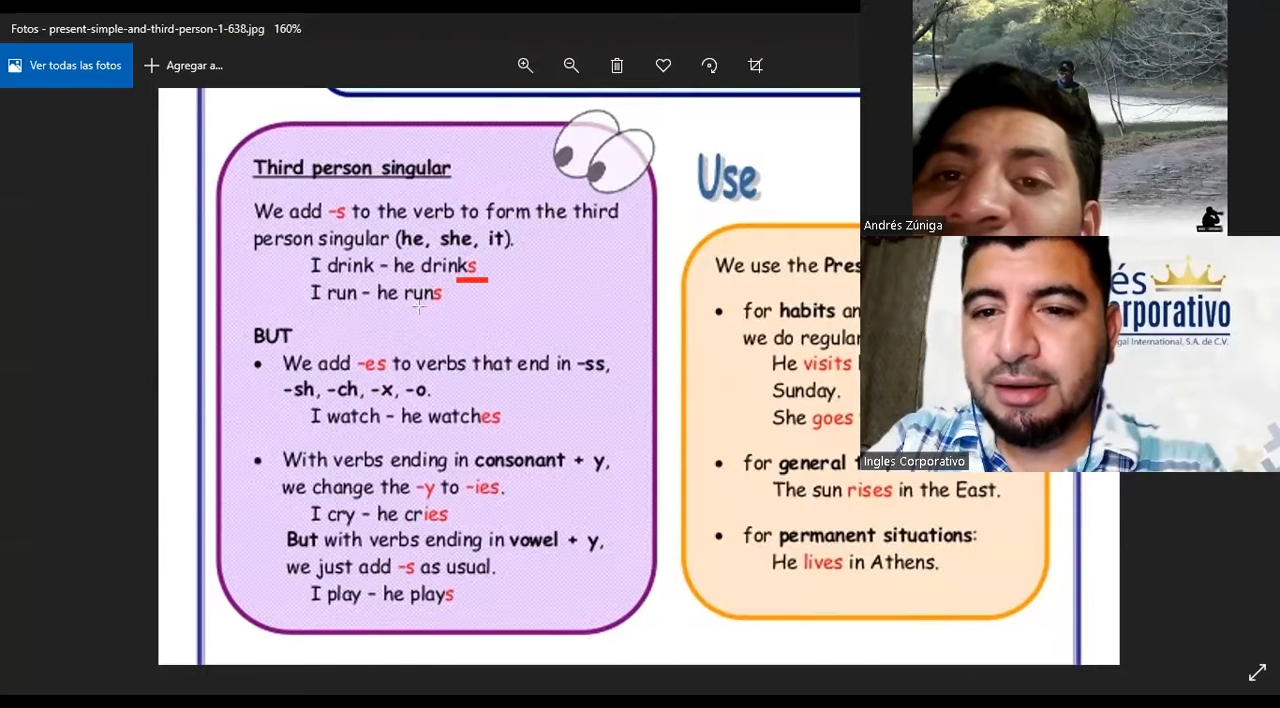 Fotos - present-simple-and-third-person-1-638.jpg 160%
Ver todas las fotos
Agregar a...
Third person singular
We add -s to the verb to form the third
person singular (he, she, it).
I drink - he drinks
I run - he runs
BUT
We add -es to verbs that end in -ss,
-sh, -ch, -x, -o.
I watch - he watches
With verbs ending in consonant + y,
we change the -y to -ies.
I cry - he cries
But with verbs ending in vowel + y,
we just add -s as usual.
I play - he plays
Use
We use the Pres
for habits an
we do regular
He visits
Sunday.
She goes
for general
The sun rises in the East.
for permanent situations:
He lives in Athens.
Andrés Zúniga
és
rporativo
gal International, S.A. de C.V.
Ingles Corporativo